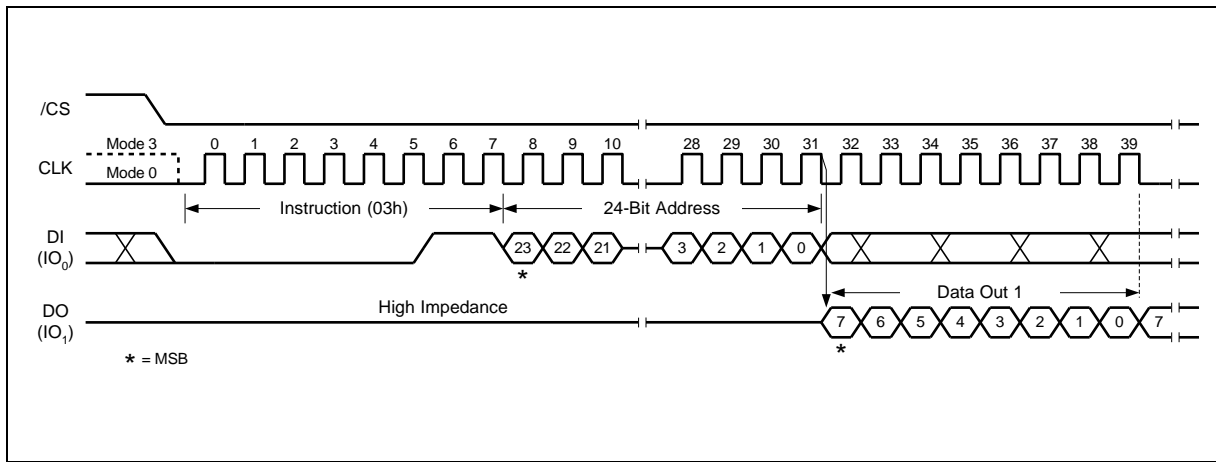 /CS
Mode 3 0 1 2 3 4 5 6 7 8 9 10 28 29 30 31 32 33 34 35 36 37 38 39
CLK
Mode 0
Instruction (03h) 24-Bit Address
DI
(IO0)
23 22 21 3 2 1 0
*
High Impedance
Data Out 1
DO
(IO1)
7 6 5 4 3 2 1 0 7
*
* = MSB